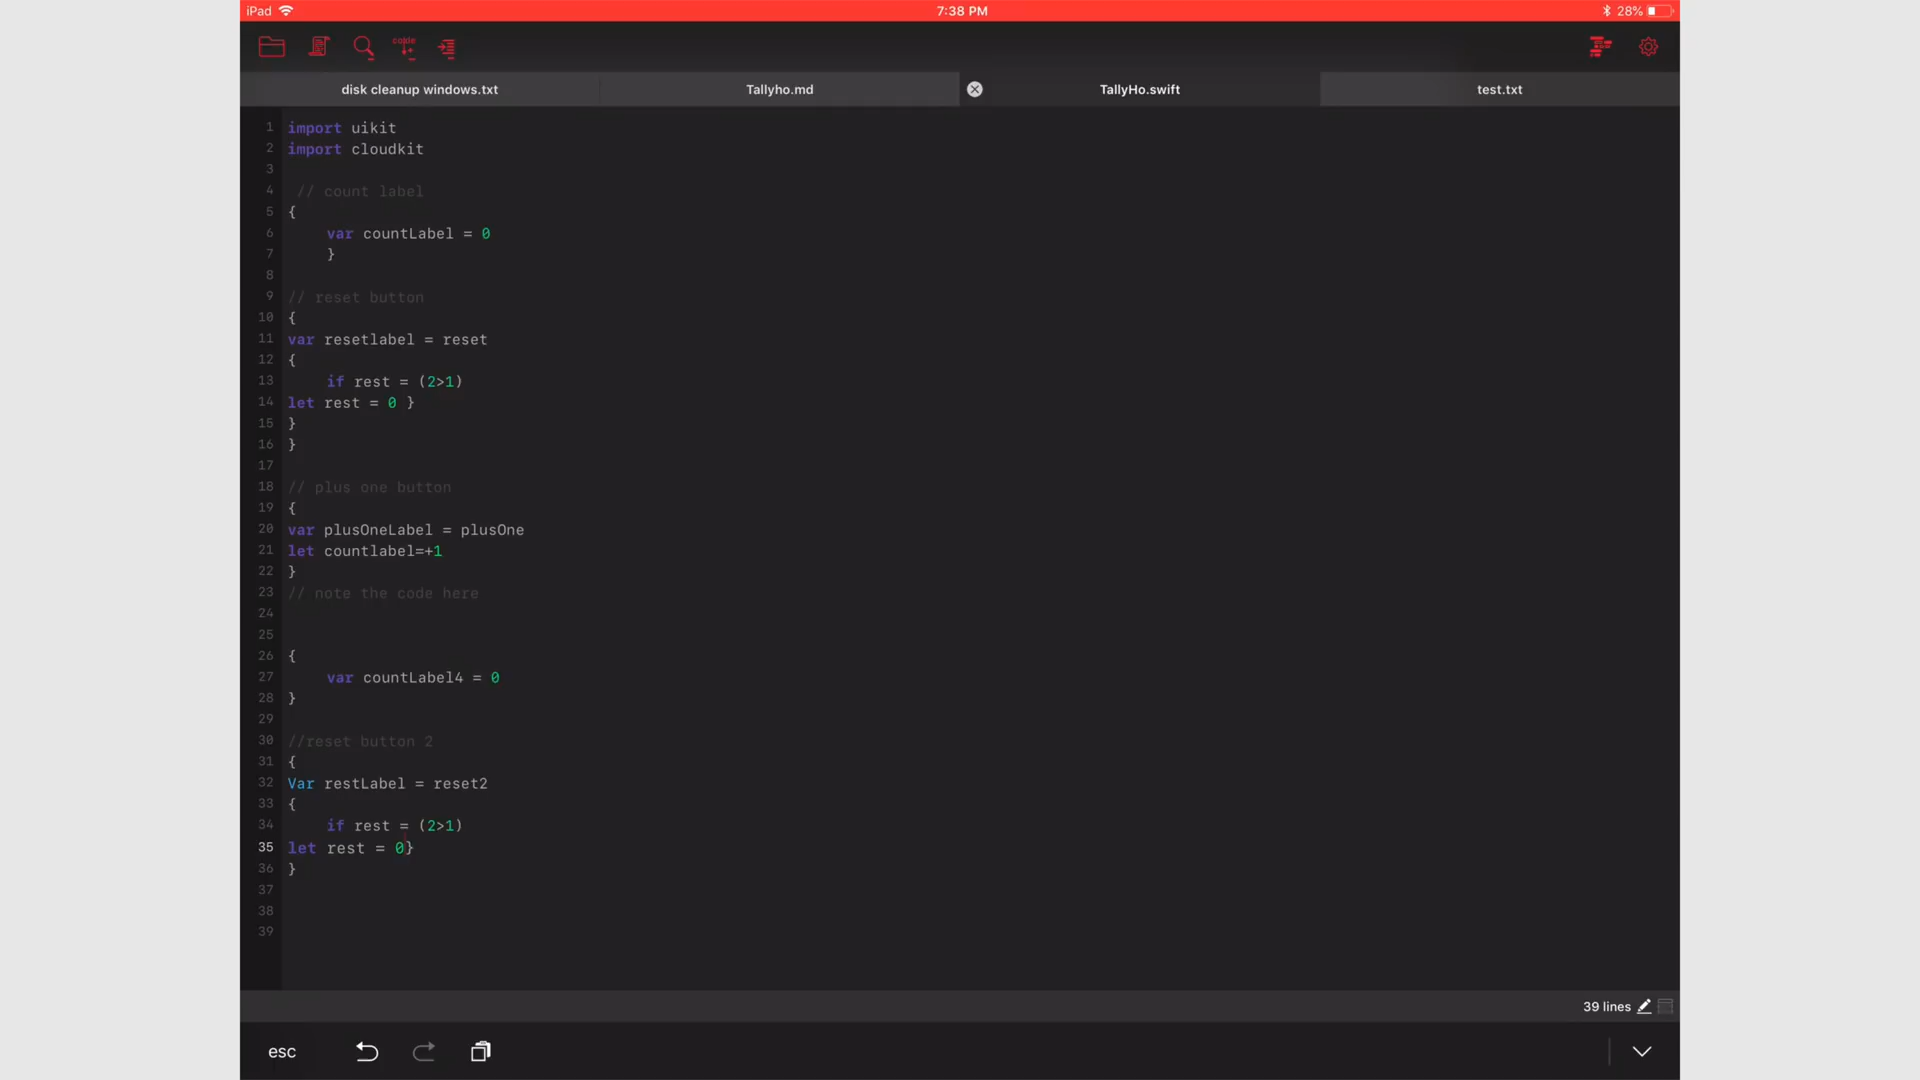 iPad 7:38 PM 28%
code
disk cleanup windows.txt Tallyho.md TallyHo.swift test.txt
1 import uikit
2 import cloudkit
3
4 // count label
5 {
6 var countLabel = 0
7 }
8
9 // reset button
10 {
11 var resetlabel = reset
12 {
13 if rest = (2>1)
14 let rest = 0 }
15 }
16 }
17
18 // plus one button
19 {
20 var plusOneLabel = plusOne
21 let countlabel=+1
22 }
23 // note the code here
24
25
26 {
27 var countLabel4 = 0
28 }
29
30 //reset button 2
31 {
32 Var restLabel = reset2
33 {
34 if rest = (2>1)
35 let rest = 0}
36 }
37
38
39
39 lines
esc